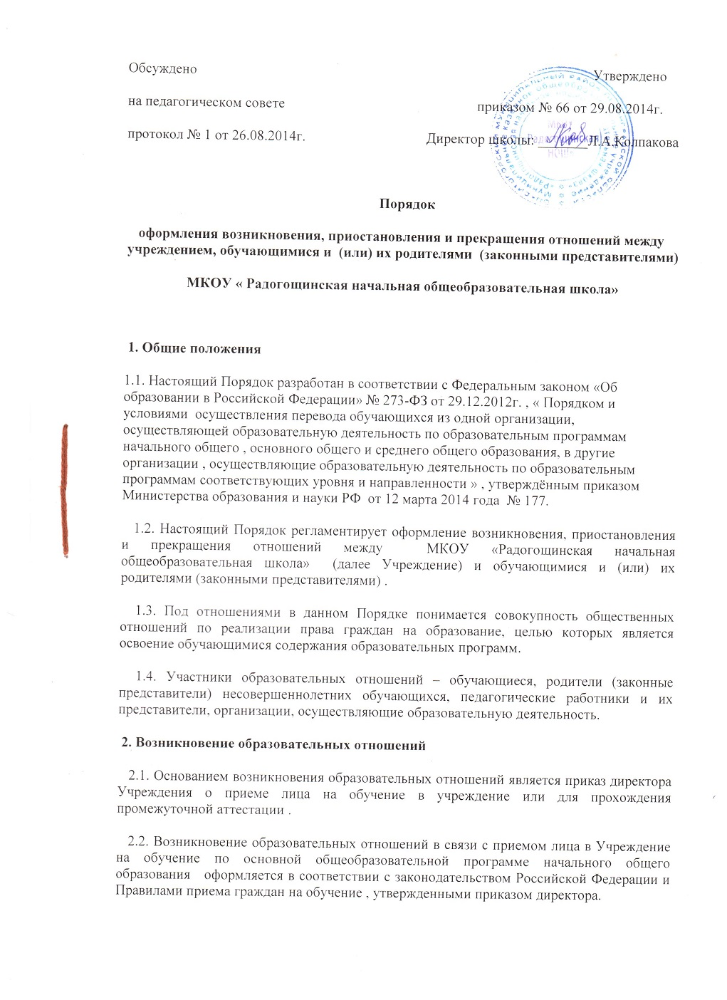 Обсуждено
Утверждено
на педагогическом совете
приказом № 66 от 29.08.2014г.
протокол № 1 от 26.08.2014г.
Директор школы: _______Л.А.Колпакова
Порядок
оформления возникновения, приостановления и прекращения отношений между
учреждением, обучающимися и (или) их родителями (законными представителями)
МКОУ « Радогощинская начальная общеобразовательная школа»
1. Общие положения
1.1. Настоящий Порядок разработан в соответствии с Федеральным законом «Об
образовании в Российской Федерации» № 273-ФЗ от 29.12.2012г. , « Порядком и
условиями осуществления перевода обучающихся из одной организации,
осуществляющей образовательную деятельность по образовательным программам
начального общего , основного общего и среднего общего образования, в другие
организации , осуществляющие образовательную деятельность по образовательным
программам соответствующих уровня и направленности » , утверждённым приказом
Министерства образования и науки РФ от 12 марта 2014 года № 177.
1.2. Настоящий Порядок регламентирует оформление возникновения, приостановления
и прекращения отношений между МКОУ «Радогощинская начальная
общеобразовательная школа» (далее Учреждение) и обучающимися и (или) их
родителями (законными представителями) .
1.3. Под отношениями в данном Порядке понимается совокупность общественных
отношений по реализации права граждан на образование, целью которых является
освоение обучающимися содержания образовательных программ.
1.4. Участники образовательных отношений – обучающиеся, родители (законные
представители) несовершеннолетних обучающихся, педагогические работники и их
представители, организации, осуществляющие образовательную деятельность.
2. Возникновение образовательных отношений
2.1. Основанием возникновения образовательных отношений является приказ директора
Учреждения о приеме лица на обучение в учреждение или для прохождения
промежуточной аттестации .
2.2. Возникновение образовательных отношений в связи с приемом лица в Учреждение
на обучение по основной общеобразовательной программе начального общего
образования оформляется в соответствии с законодательством Российской Федерации и
Правилами приема граждан на обучение , утвержденными приказом директора.